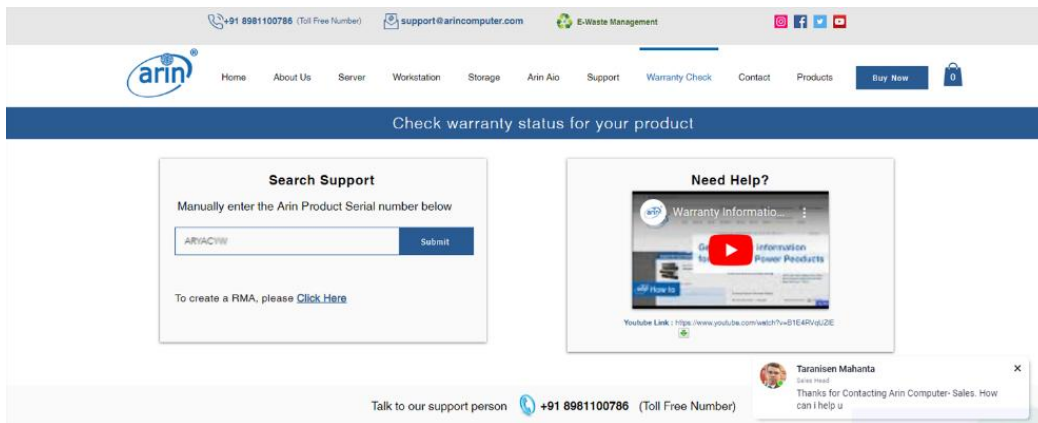 +91 8981100786 (Toll Free Number) support@arincomputer.com E-Waste Management
arin®
Home About Us Server Workstation Storage Arin Aio Support Warranty Check Contact Products Buy Now 0
Check warranty status for your product
Search Support
Manually enter the Arin Product Serial number below
Submit
To create a RMA, please Click Here
Need Help?
arin Warranty Informatio...
information
Power Peoducts
How to
Youtube Link : https://www.youtube.com/watch?v=
Taranisen Mahanta
Sales Head
Thanks for Contacting Arin Computer- Sales. How
can i help u
Talk to our support person +91 8981100786 (Toll Free Number)